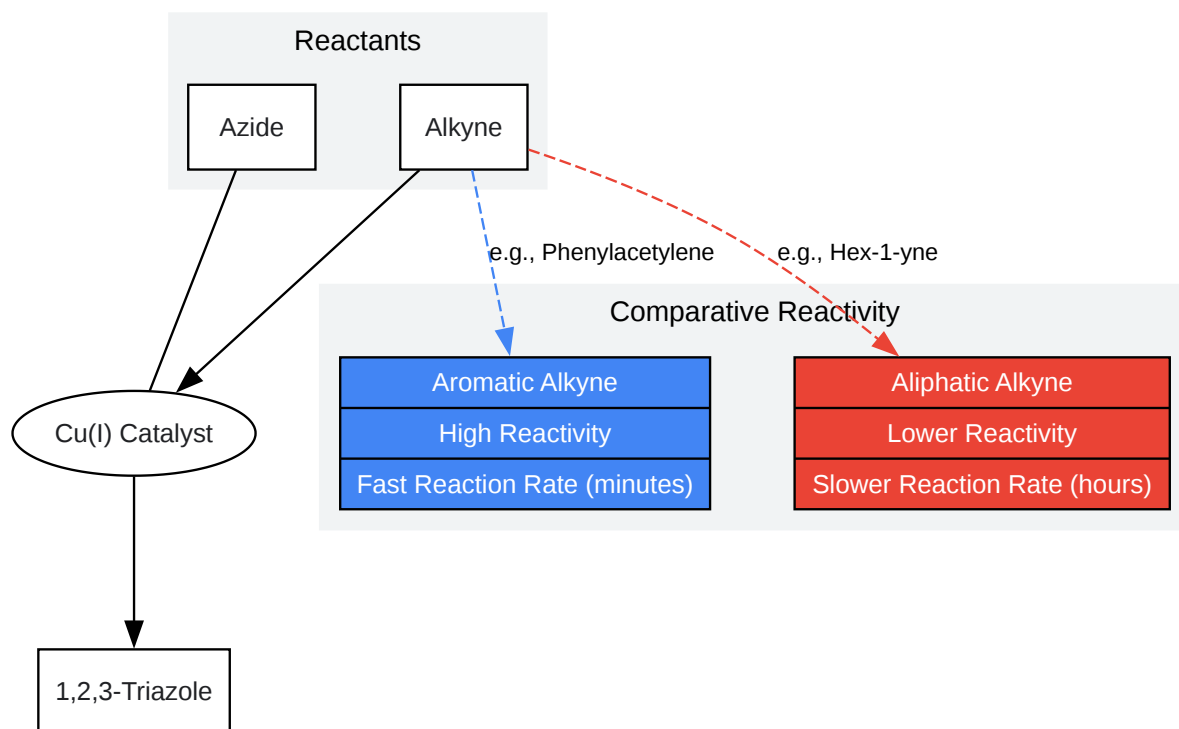 Reactants
Azide
Alkyne
e.g., Phenylacetylene
e.g., Hex-1-yne
Comparative Reactivity
Aromatic Alkyne
High Reactivity
Fast Reaction Rate (minutes)
Aliphatic Alkyne
Lower Reactivity
Slower Reaction Rate (hours)
Cu(I) Catalyst
1,2,3-Triazole